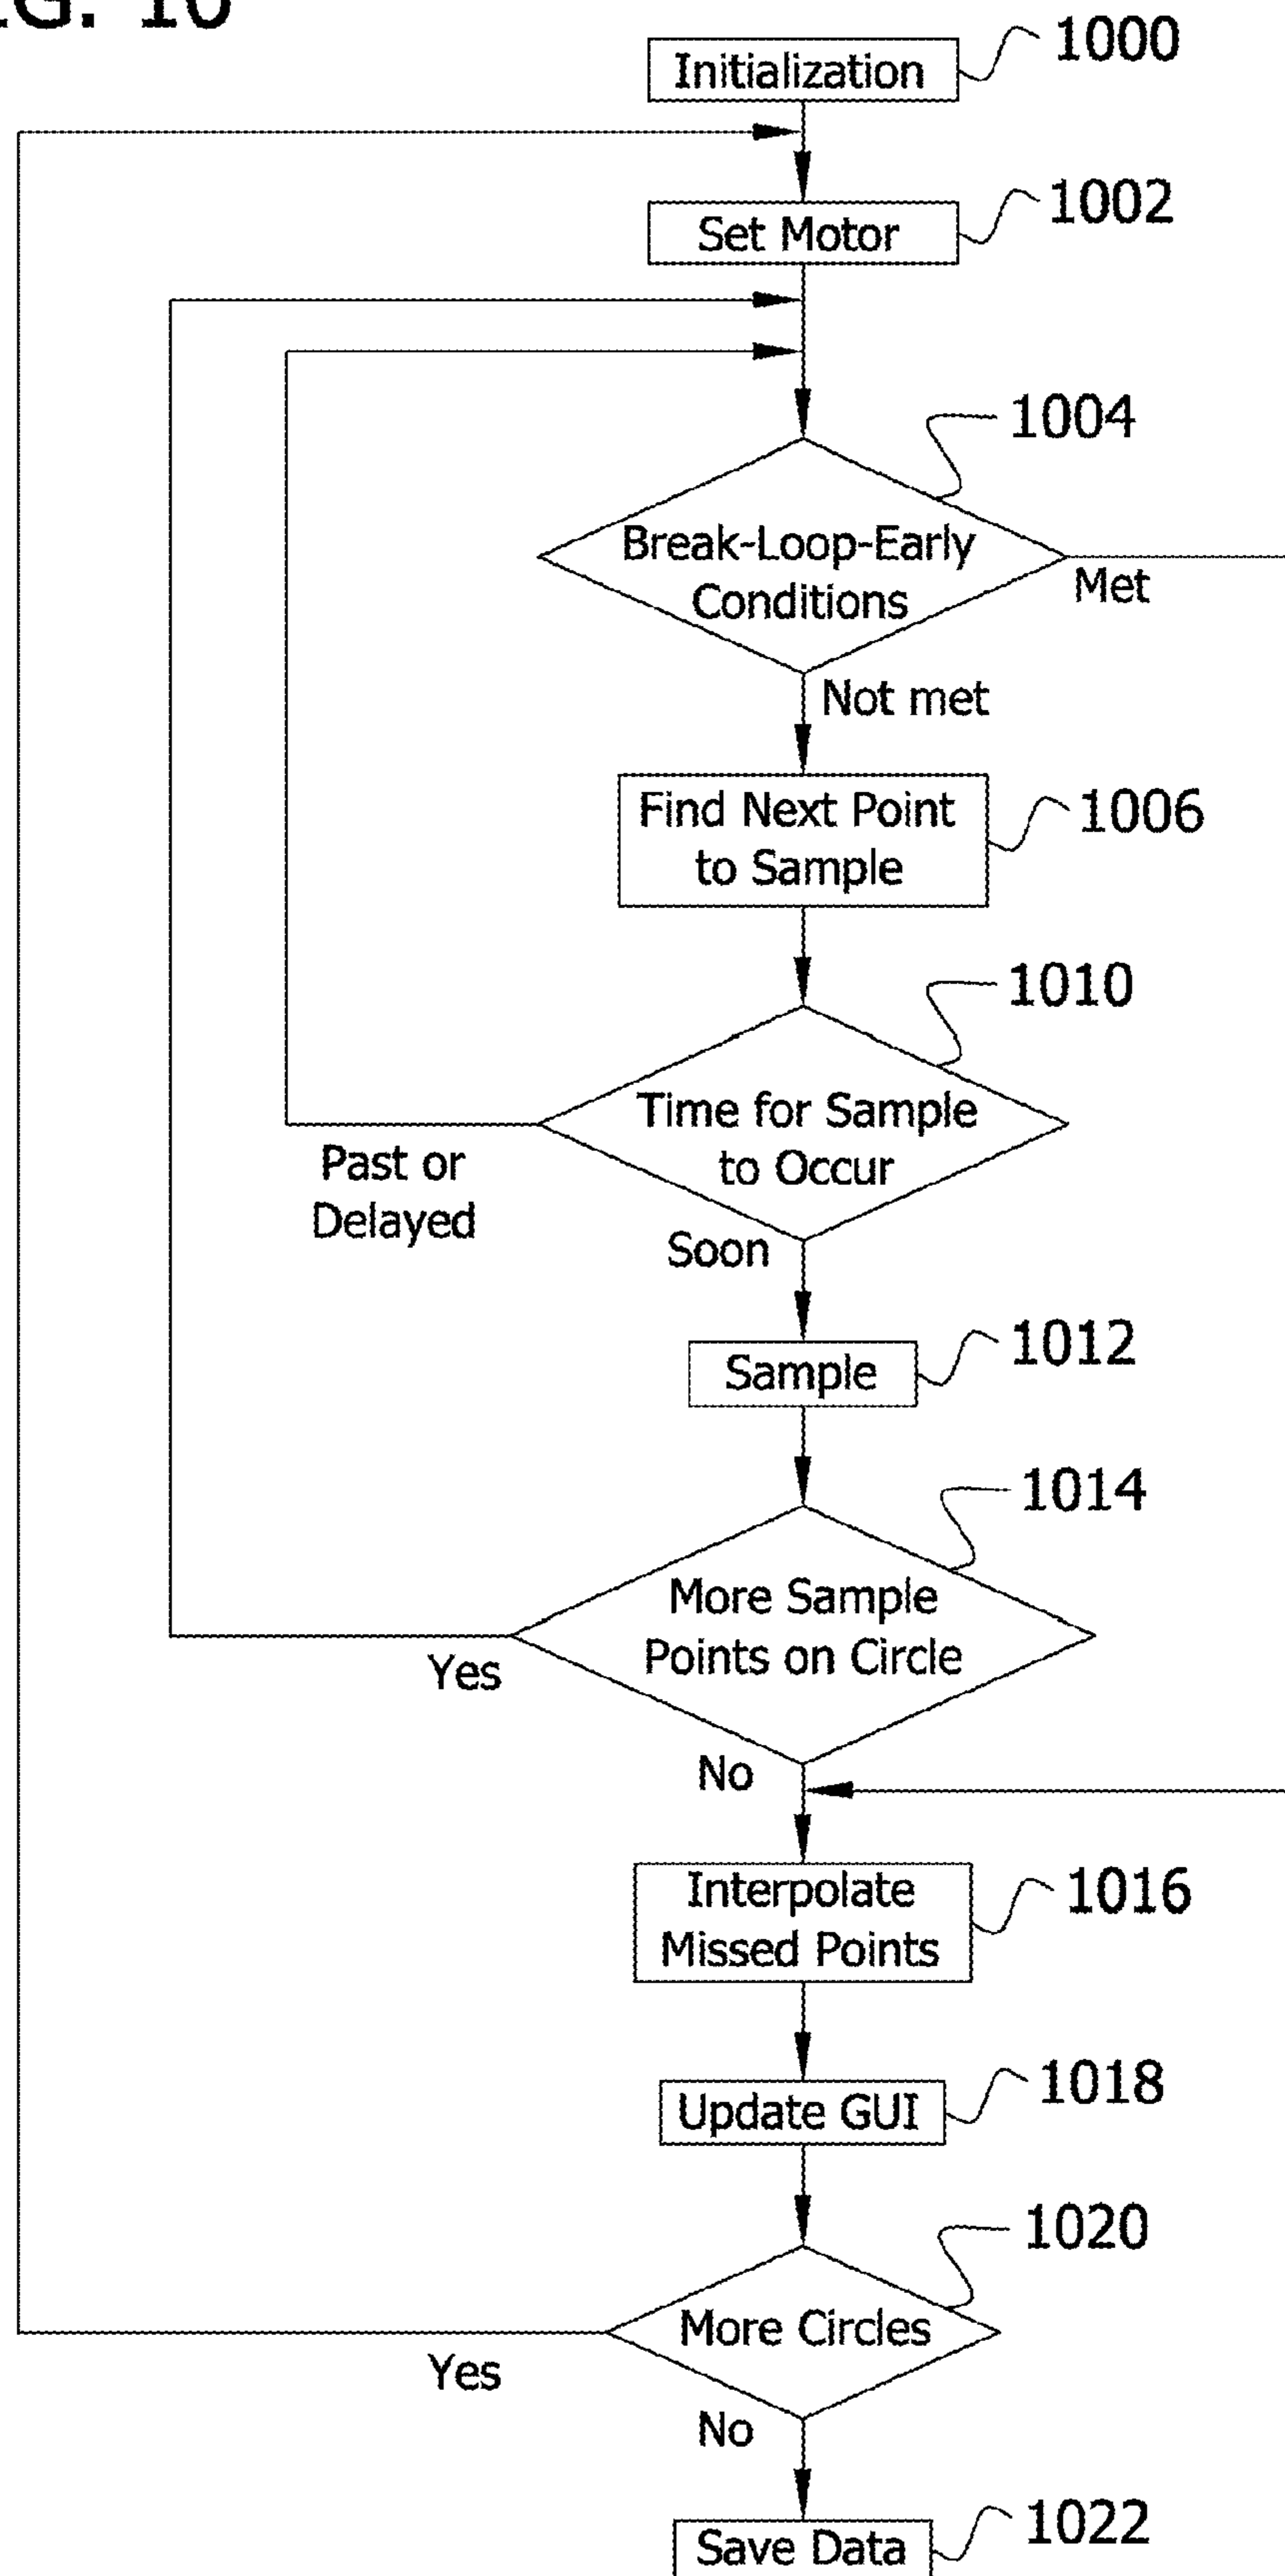 FIG. 10
Initialization
1000
Set Motor
1002
1004
Break-Loop-Early
Conditions
Met
Not met
Find Next Point
to Sample
1006
1010
Time for Sample
to Occur
Past or
Delayed
Soon
Sample
1012
1014
More Sample
Points on Circle
Yes
No
Interpolate
Missed Points
1016
Update GUI
1018
1020
More Circles
Yes
No
Save Data
1022